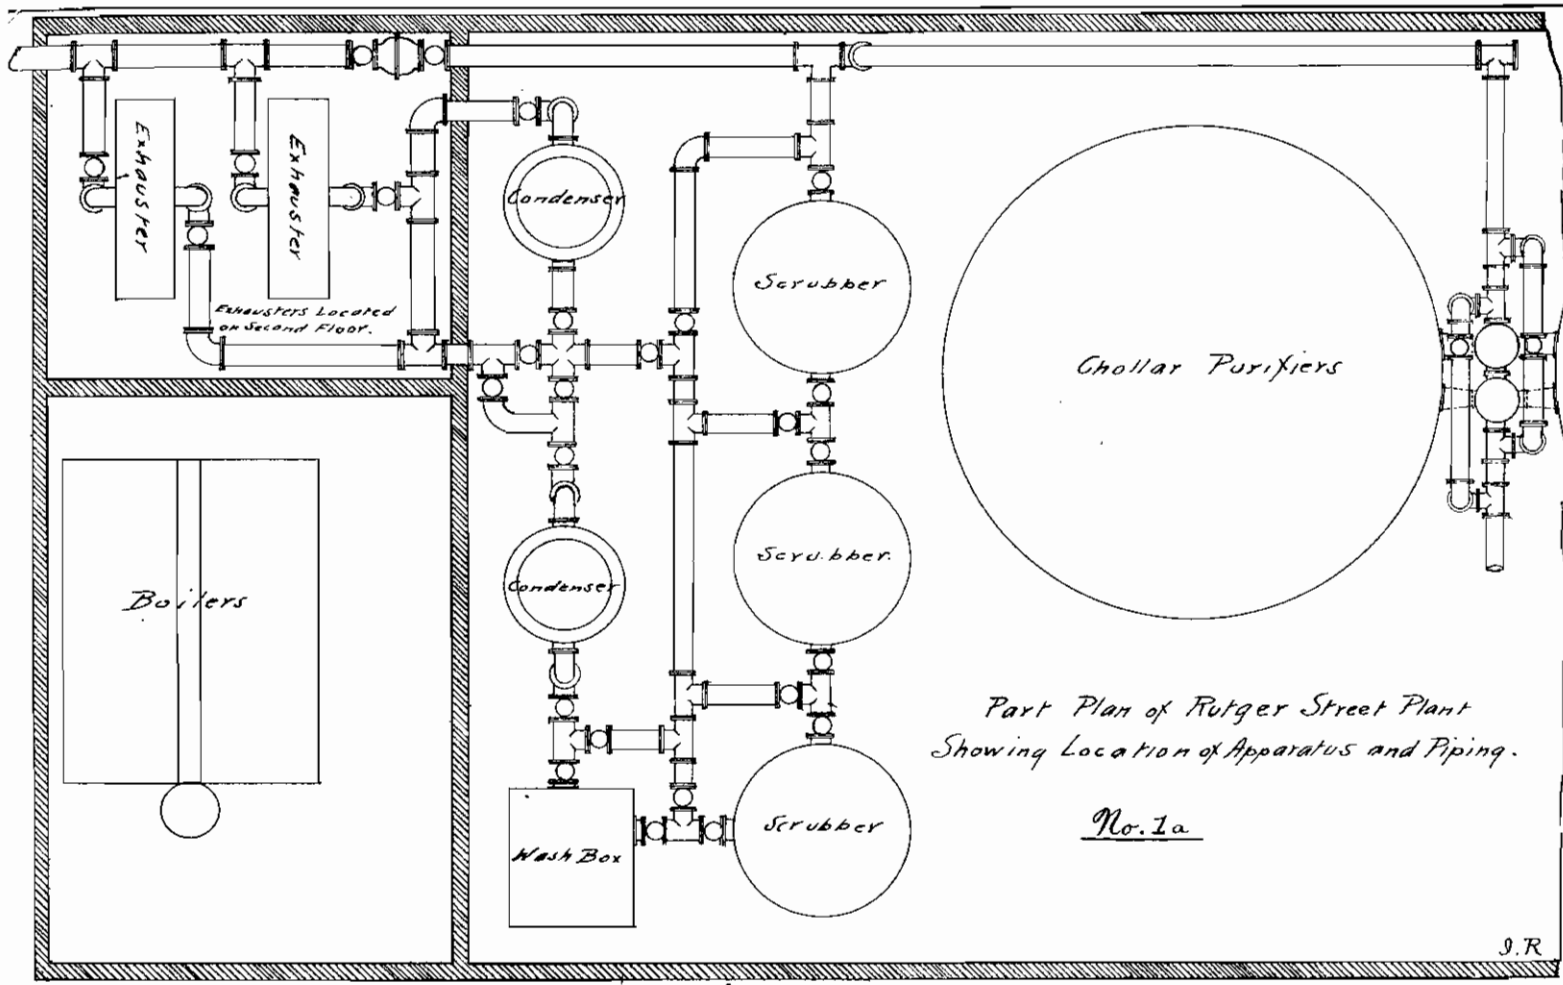 Exhauster
Exhauster
Exhausters Located
on Second Floor.
Condenser
Scrubber
Chollar Purifiers
Scrubber.
Condenser
Boilers
Part Plan of Rutger Street Plant
Showing Location of Apparatus and Piping.
No. 1a
Scrubber
Wash Box
I.R